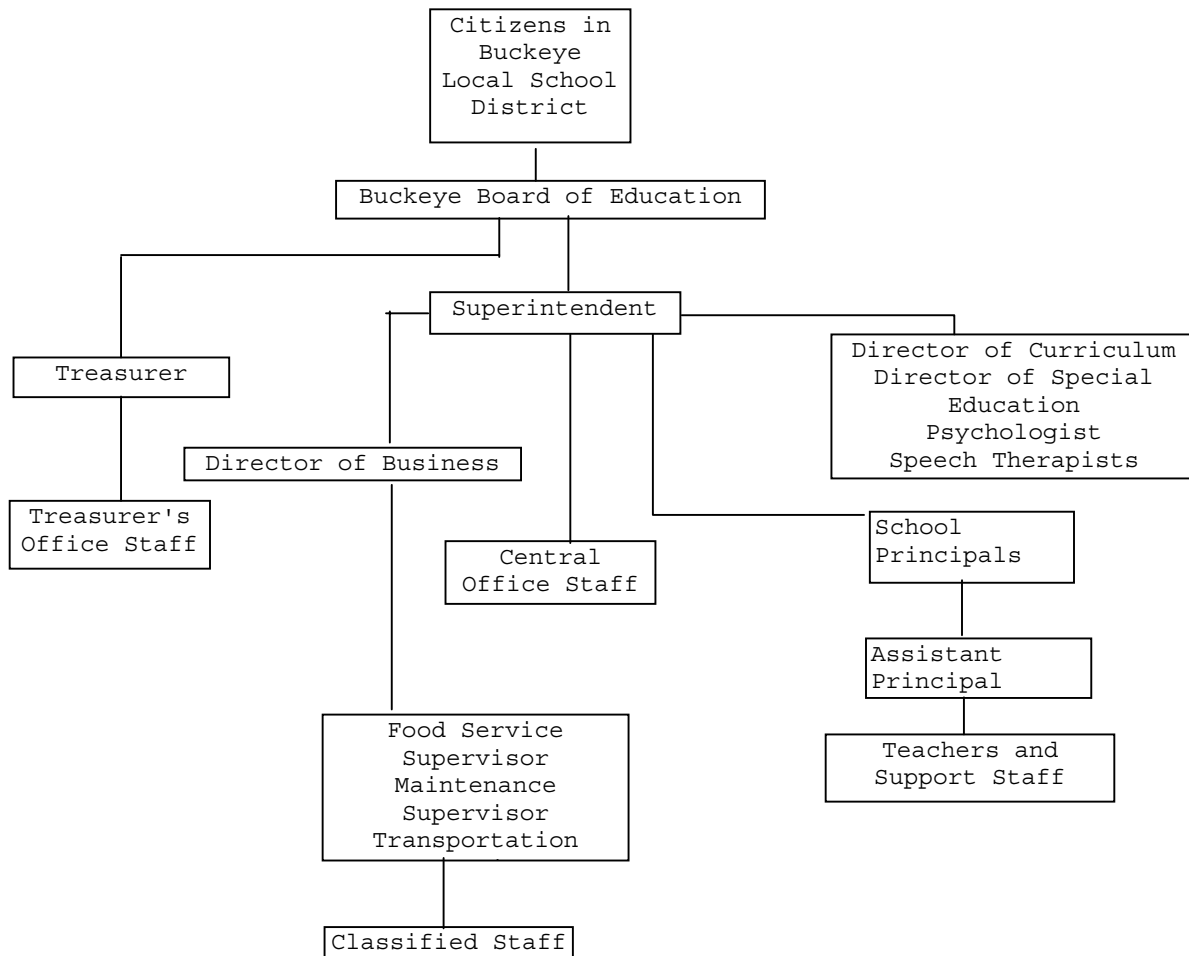 Citizens in
Buckeye
Local School
District
Buckeye Board of Education
Superintendent
Treasurer
Director of Curriculum
Director of Special
Education
Psychologist
Speech Therapists
Director of Business
Treasurer's
Office Staff
Central
Office Staff
School
Principals
Assistant
Principal
Food Service
Supervisor
Maintenance
Supervisor
Transportation
Teachers and
Support Staff
Classified Staff